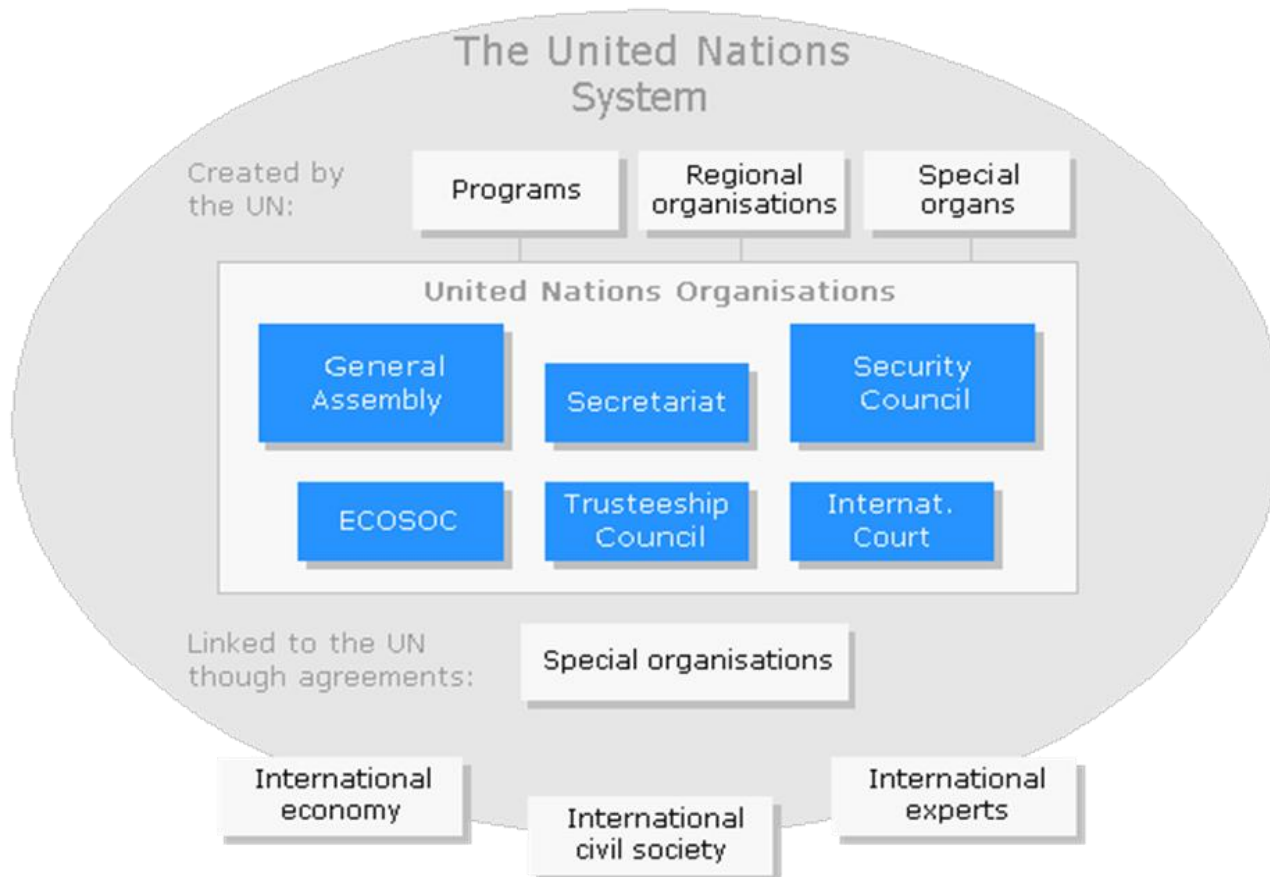 The United Nations
System
Created by
the UN:
Programs
Regional
organisations
Special
organs
United Nations Organisations
General
Assembly
Secretariat
Security
Council
ECOSOC
Trusteeship
Council
Internat.
Court
Linked to the UN
though agreements:
Special organisations
International
economy
International
civil society
International
experts